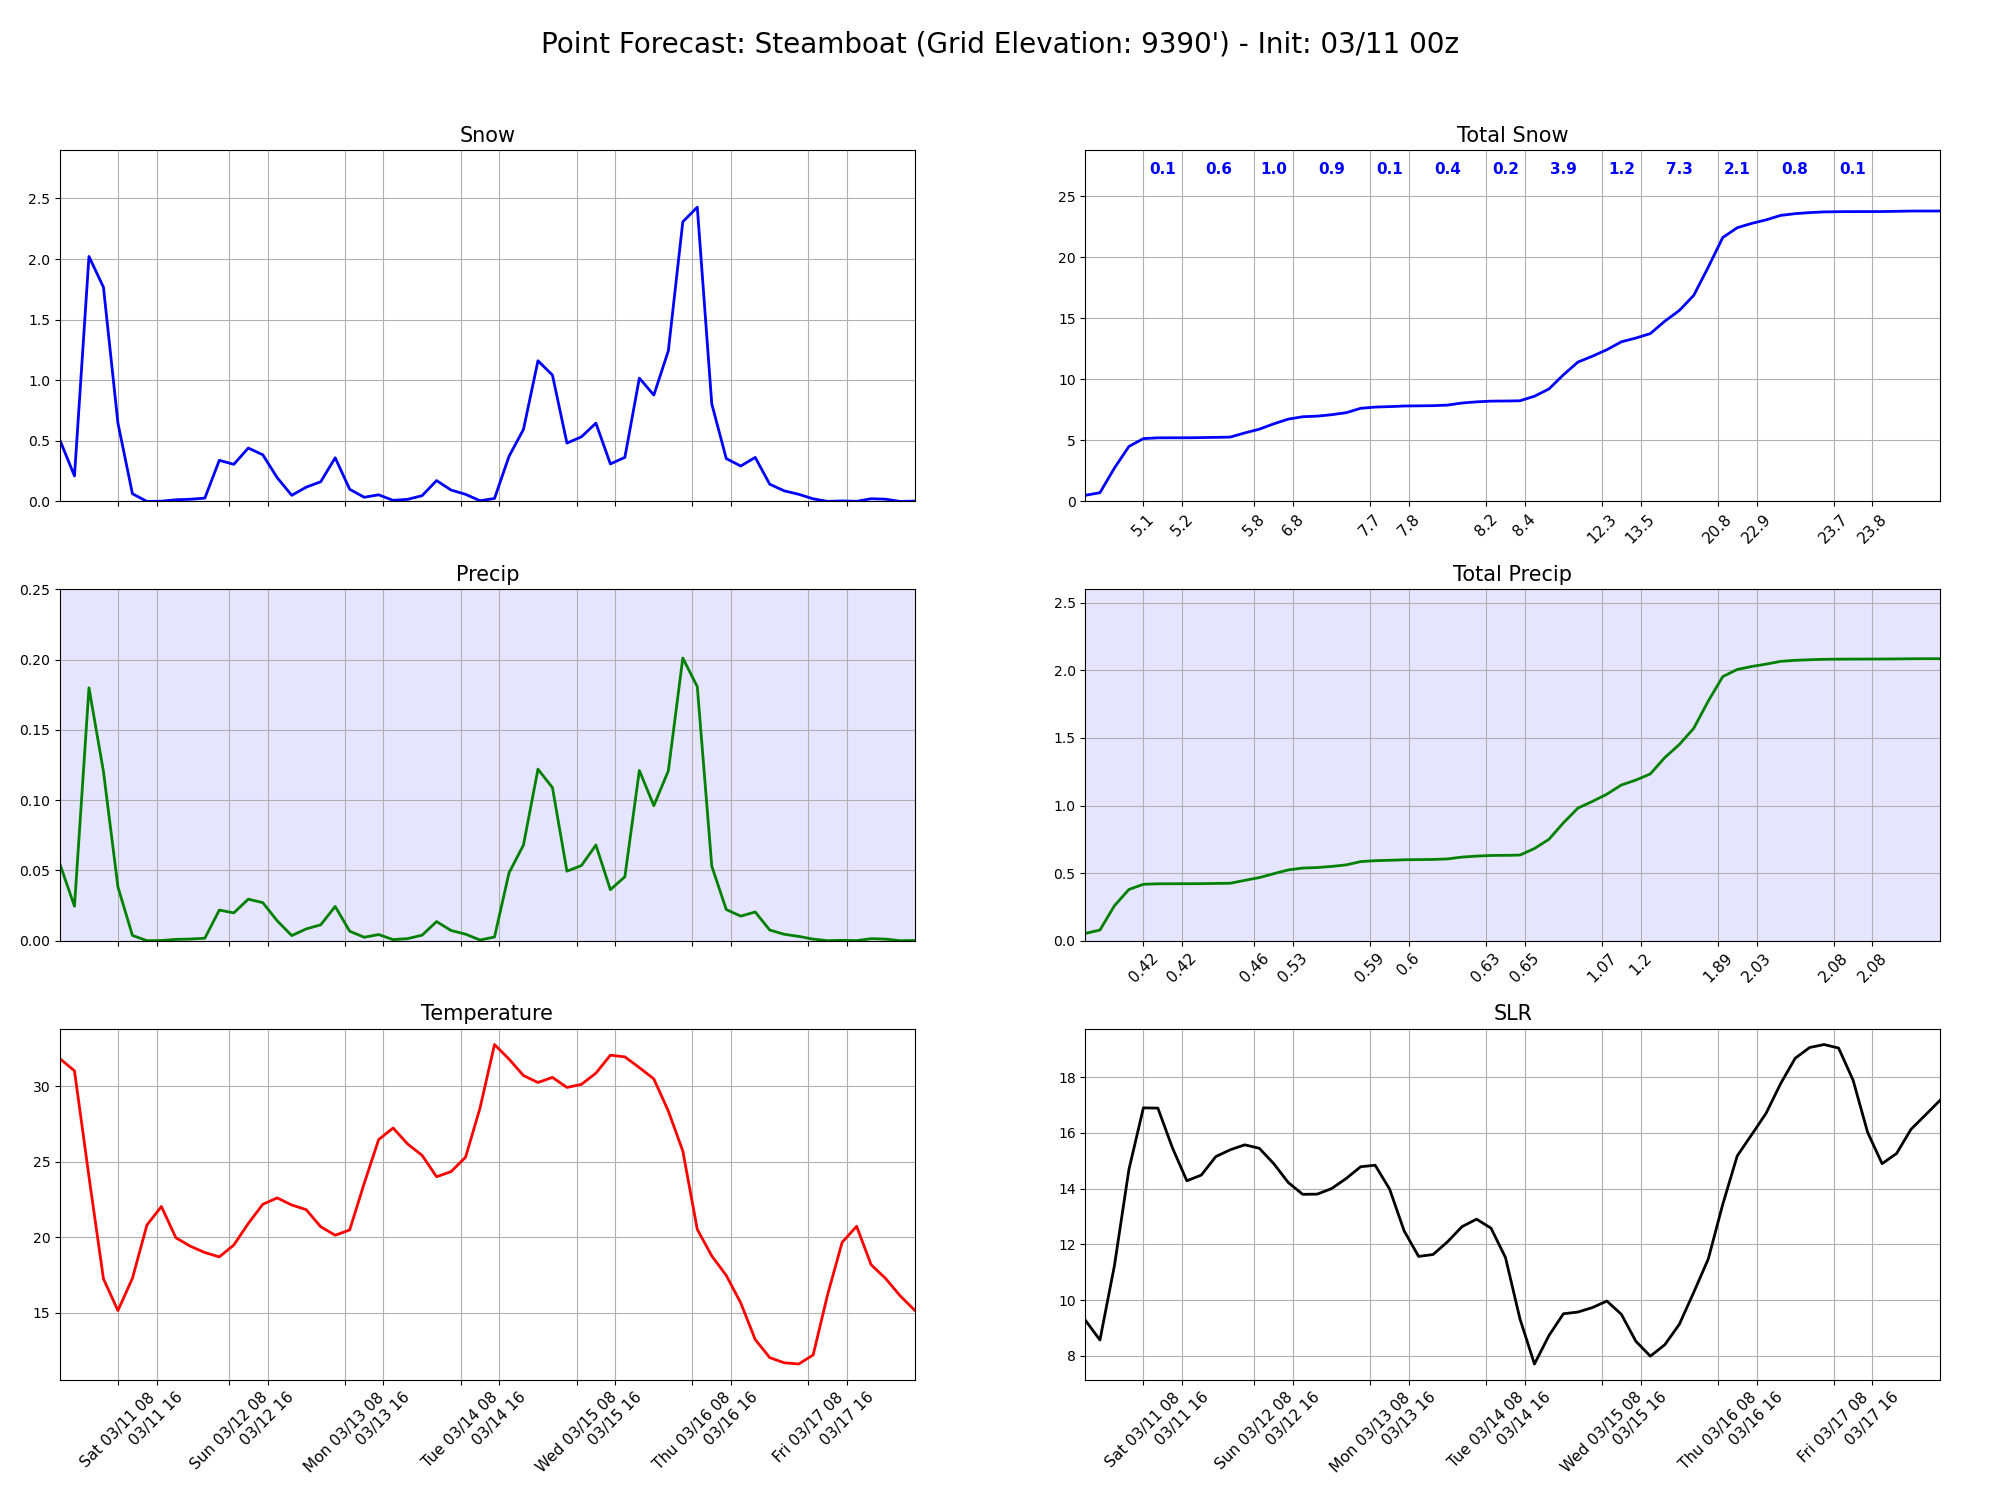 Point Forecast: Steamboat (Grid Elevation: 9390') - Init: 03/11 00z
Snow
2.5
2.0
1.5
1.0
0.5
0.0
Total Snow
0.1 0.6 1.0 0.9 0.1 0.4 0.2 3.9 1.2 7.3 2.1 0.8 0.1
25
20
15
10
5
0
5.1 5.2 5.8 6.8 7.7 7.8 8.2 8.4 12.3 13.5 20.8 22.9 23.7 23.8
Precip
0.25
0.20
0.15
0.10
0.05
0.00
Total Precip
2.5
2.0
1.5
1.0
0.5
0.0
0.42 0.42 0.46 0.53 0.59 0.6 0.63 0.65 1.07 1.2 1.89 2.03 2.08 2.08
Temperature
30
25
20
15
Sat 03/11 08
03/11 16
Sun 03/12 08
03/12 16
Mon 03/13 08
03/13 16
Tue 03/14 08
03/14 16
Wed 03/15 08
03/15 16
Thu 03/16 08
03/16 16
Fri 03/17 08
03/17 16
SLR
18
16
14
12
10
8
Sat 03/11 08
03/11 16
Sun 03/12 08
03/12 16
Mon 03/13 08
03/13 16
Tue 03/14 08
03/14 16
Wed 03/15 08
03/15 16
Thu 03/16 08
03/16 16
Fri 03/17 08
03/17 16